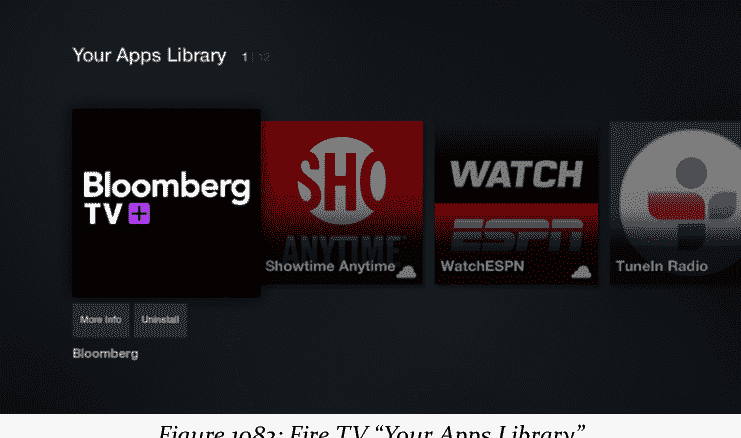 Your Apps Library 1 | 12
Bloomberg
TV+
SHO
ANYTIME
Showtime Anytime
WATCH
ESPN
WatchESPN
TuneIn Radio
More Info
Uninstall
Bloomberg
Figure 1082: Fire TV “Your Apps Library”